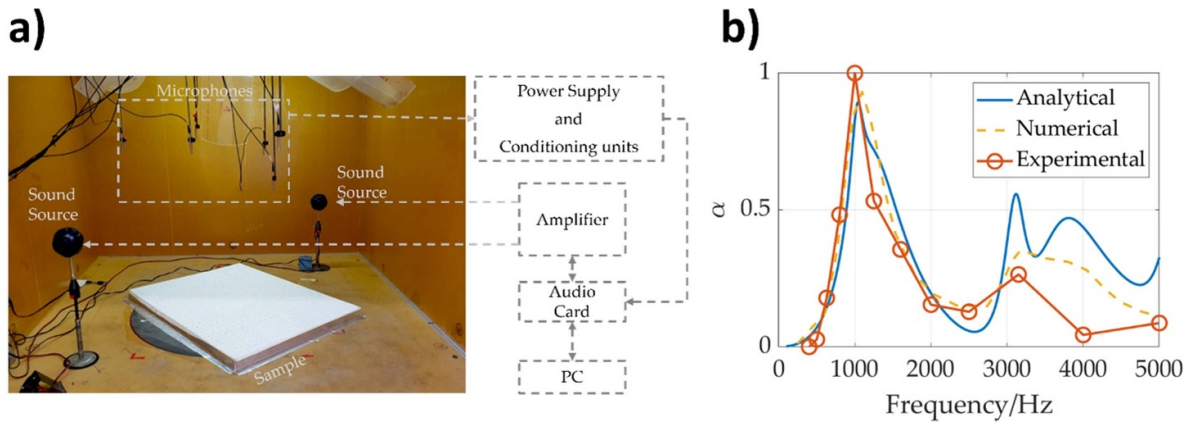 a)
Microphones
Sound
Source
Sound
Source
Sample
Power Supply
and
Conditioning units
Amplifier
Audio
Card
PC
b)
Analytical
Numerical
Experimental
1
0.5
0
α
0 1000 2000 3000 4000 5000
Frequency/Hz